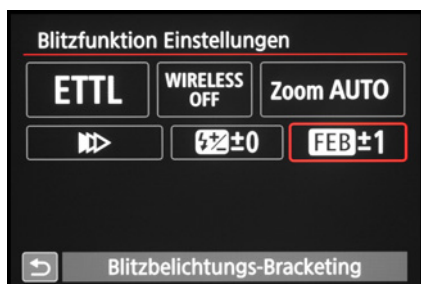 Blitzfunktion Einstellungen
ETTL
WIRELESS
OFF
Zoom AUTO
±0
FEB±1
Blitzbelichtungs-Bracketing